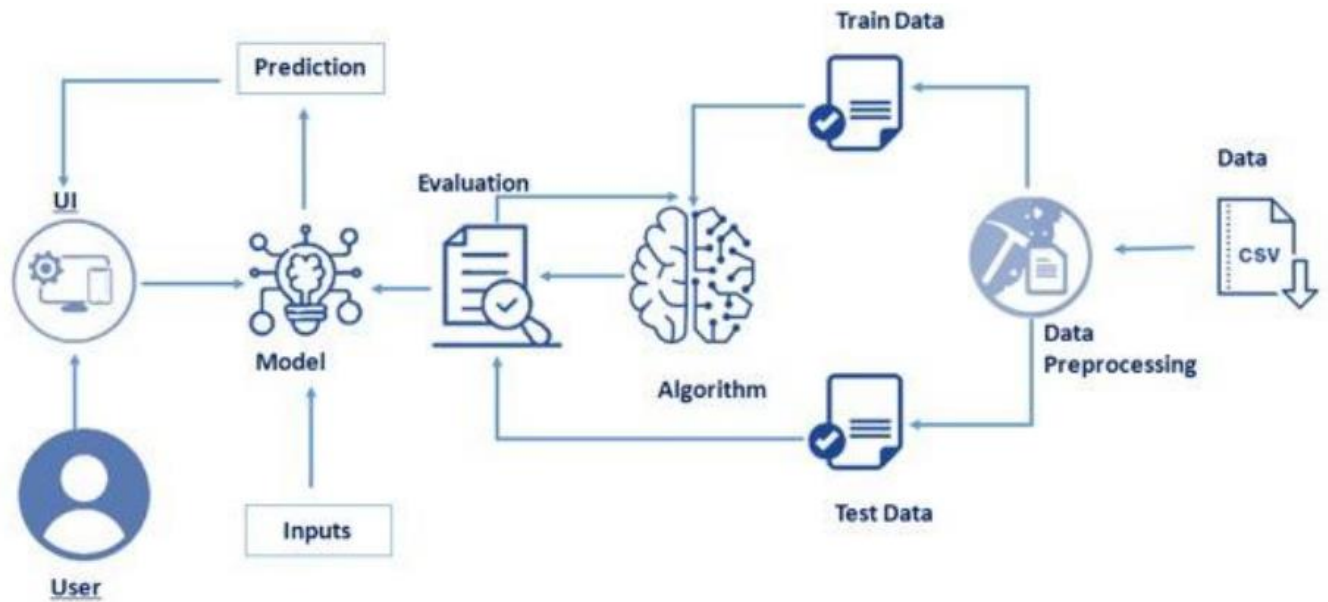 Train Data
Prediction
Data
Evaluation
UI
CSV
Data
Preprocessing
Model
Algorithm
Test Data
Inputs
User